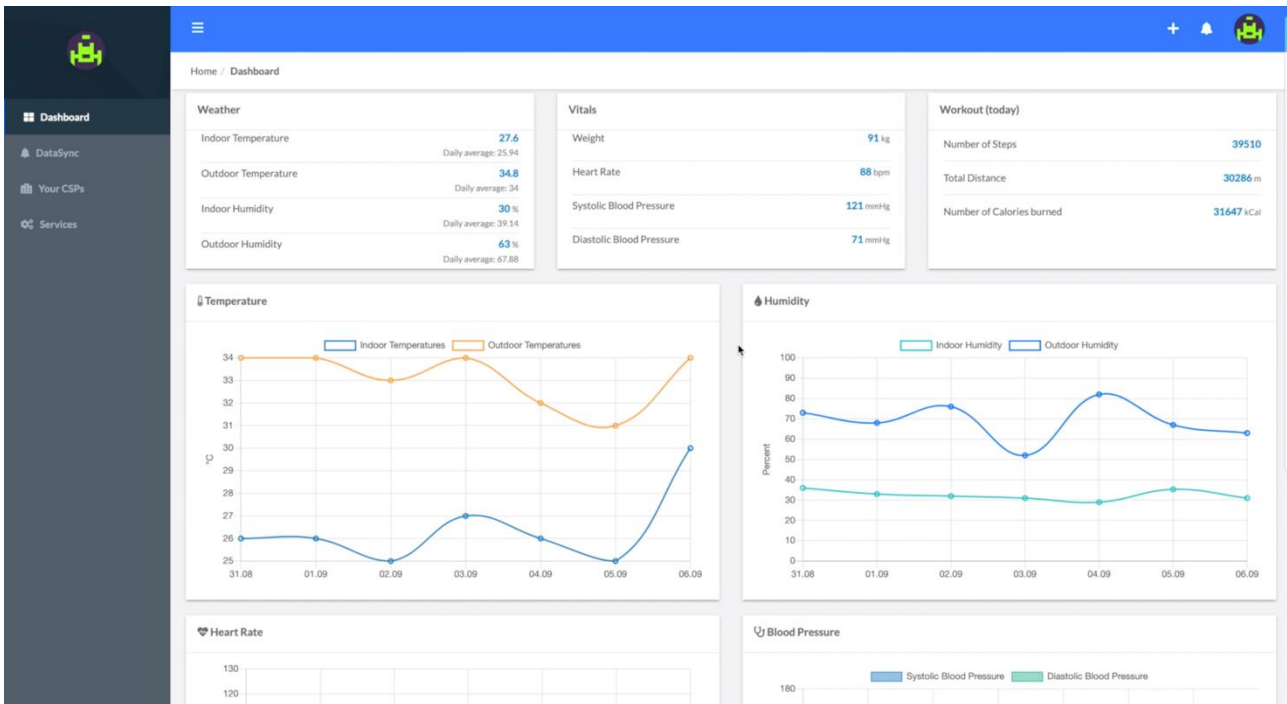 Home / Dashboard
Dashboard
DataSync
Your CSPs
Services
Weather
Indoor Temperature 27.6
Daily average: 25.94
Outdoor Temperature 34.8
Daily average: 34
Indoor Humidity 30 %
Daily average: 39.14
Outdoor Humidity 63 %
Daily average: 67.88
Vitals
Weight 91 kg
Heart Rate 88 bpm
Systolic Blood Pressure 121 mmHg
Diastolic Blood Pressure 71 mmHg
Workout (today)
Number of Steps 39510
Total Distance 30286 m
Number of Calories burned 31647 kCal
Temperature
Indoor Temperatures Outdoor Temperatures
34
33
32
31
30
29
28
27
26
25
°C
31.08 01.09 02.09 03.09 04.09 05.09 06.09
Humidity
Indoor Humidity Outdoor Humidity
100
90
80
70
60
50
40
30
20
10
0
Percent
31.08 01.09 02.09 03.09 04.09 05.09 06.09
Heart Rate
130
120
Blood Pressure
Systolic Blood Pressure Diastolic Blood Pressure
180